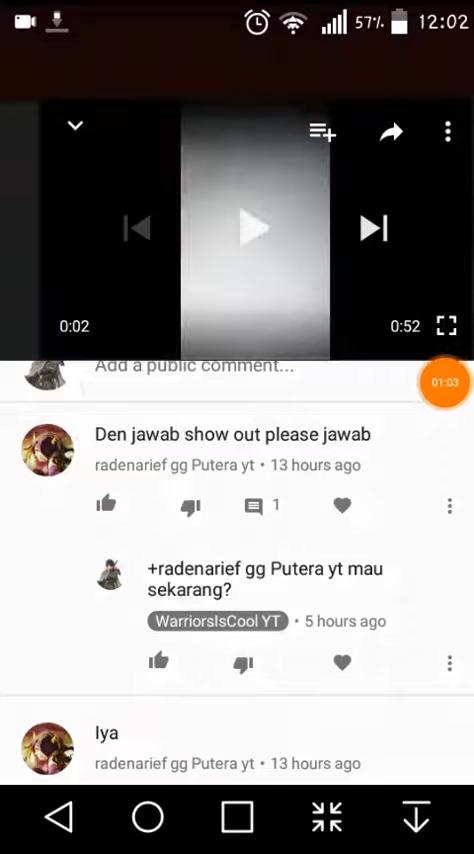 57% 12:02
0:02 0:52
Add a public comment...
01:03
Den jawab show out please jawab
radenarief gg Putera yt • 13 hours ago
1
+radenarief gg Putera yt mau
sekarang?
WarriorsIsCool YT • 5 hours ago
Iya
radenarief gg Putera yt • 13 hours ago